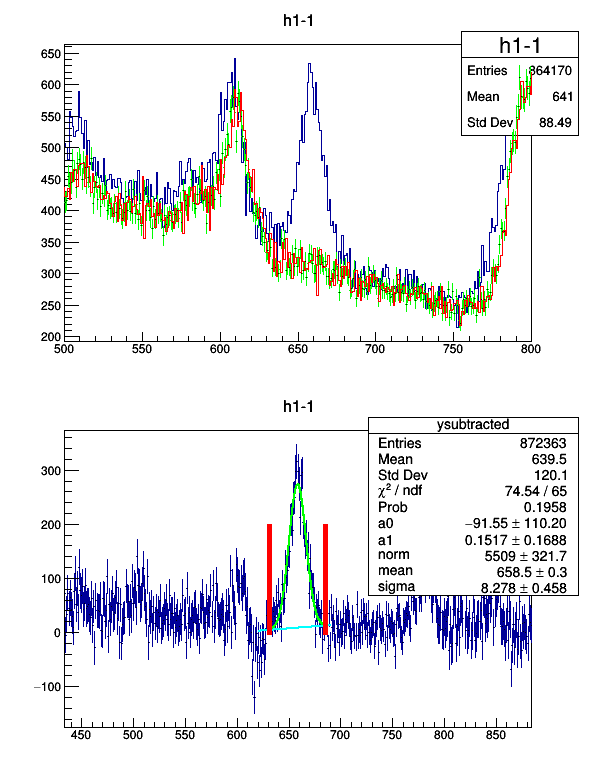 h1-1
h1-1
Entries 364170
Mean 641
Std Dev 88.49
650
600
550
500
450
400
350
300
250
200
500 550 600 650 700 750 800
h1-1
ysubtracted
Entries 872363
Mean 639.5
Std Dev 120.1
χ² / ndf 74.54 / 65
Prob 0.1958
a0 −91.55 ± 110.20
a1 0.1517 ± 0.1688
norm 5509 ± 321.7
mean 658.5 ± 0.3
sigma 8.278 ± 0.458
300
200
100
0
−100
450 500 550 600 650 700 750 800 850